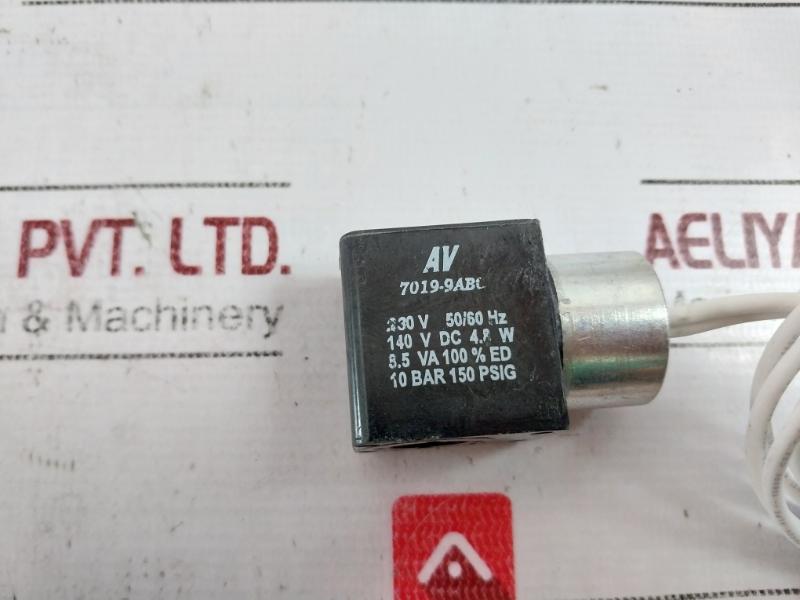 PVT. LTD.
& Machinery
AELIYA
AV
7019-9ABC
230 V 50/60 Hz
140 V DC 4.8 W
8.5 VA 100 % ED
10 BAR 150 PSIG